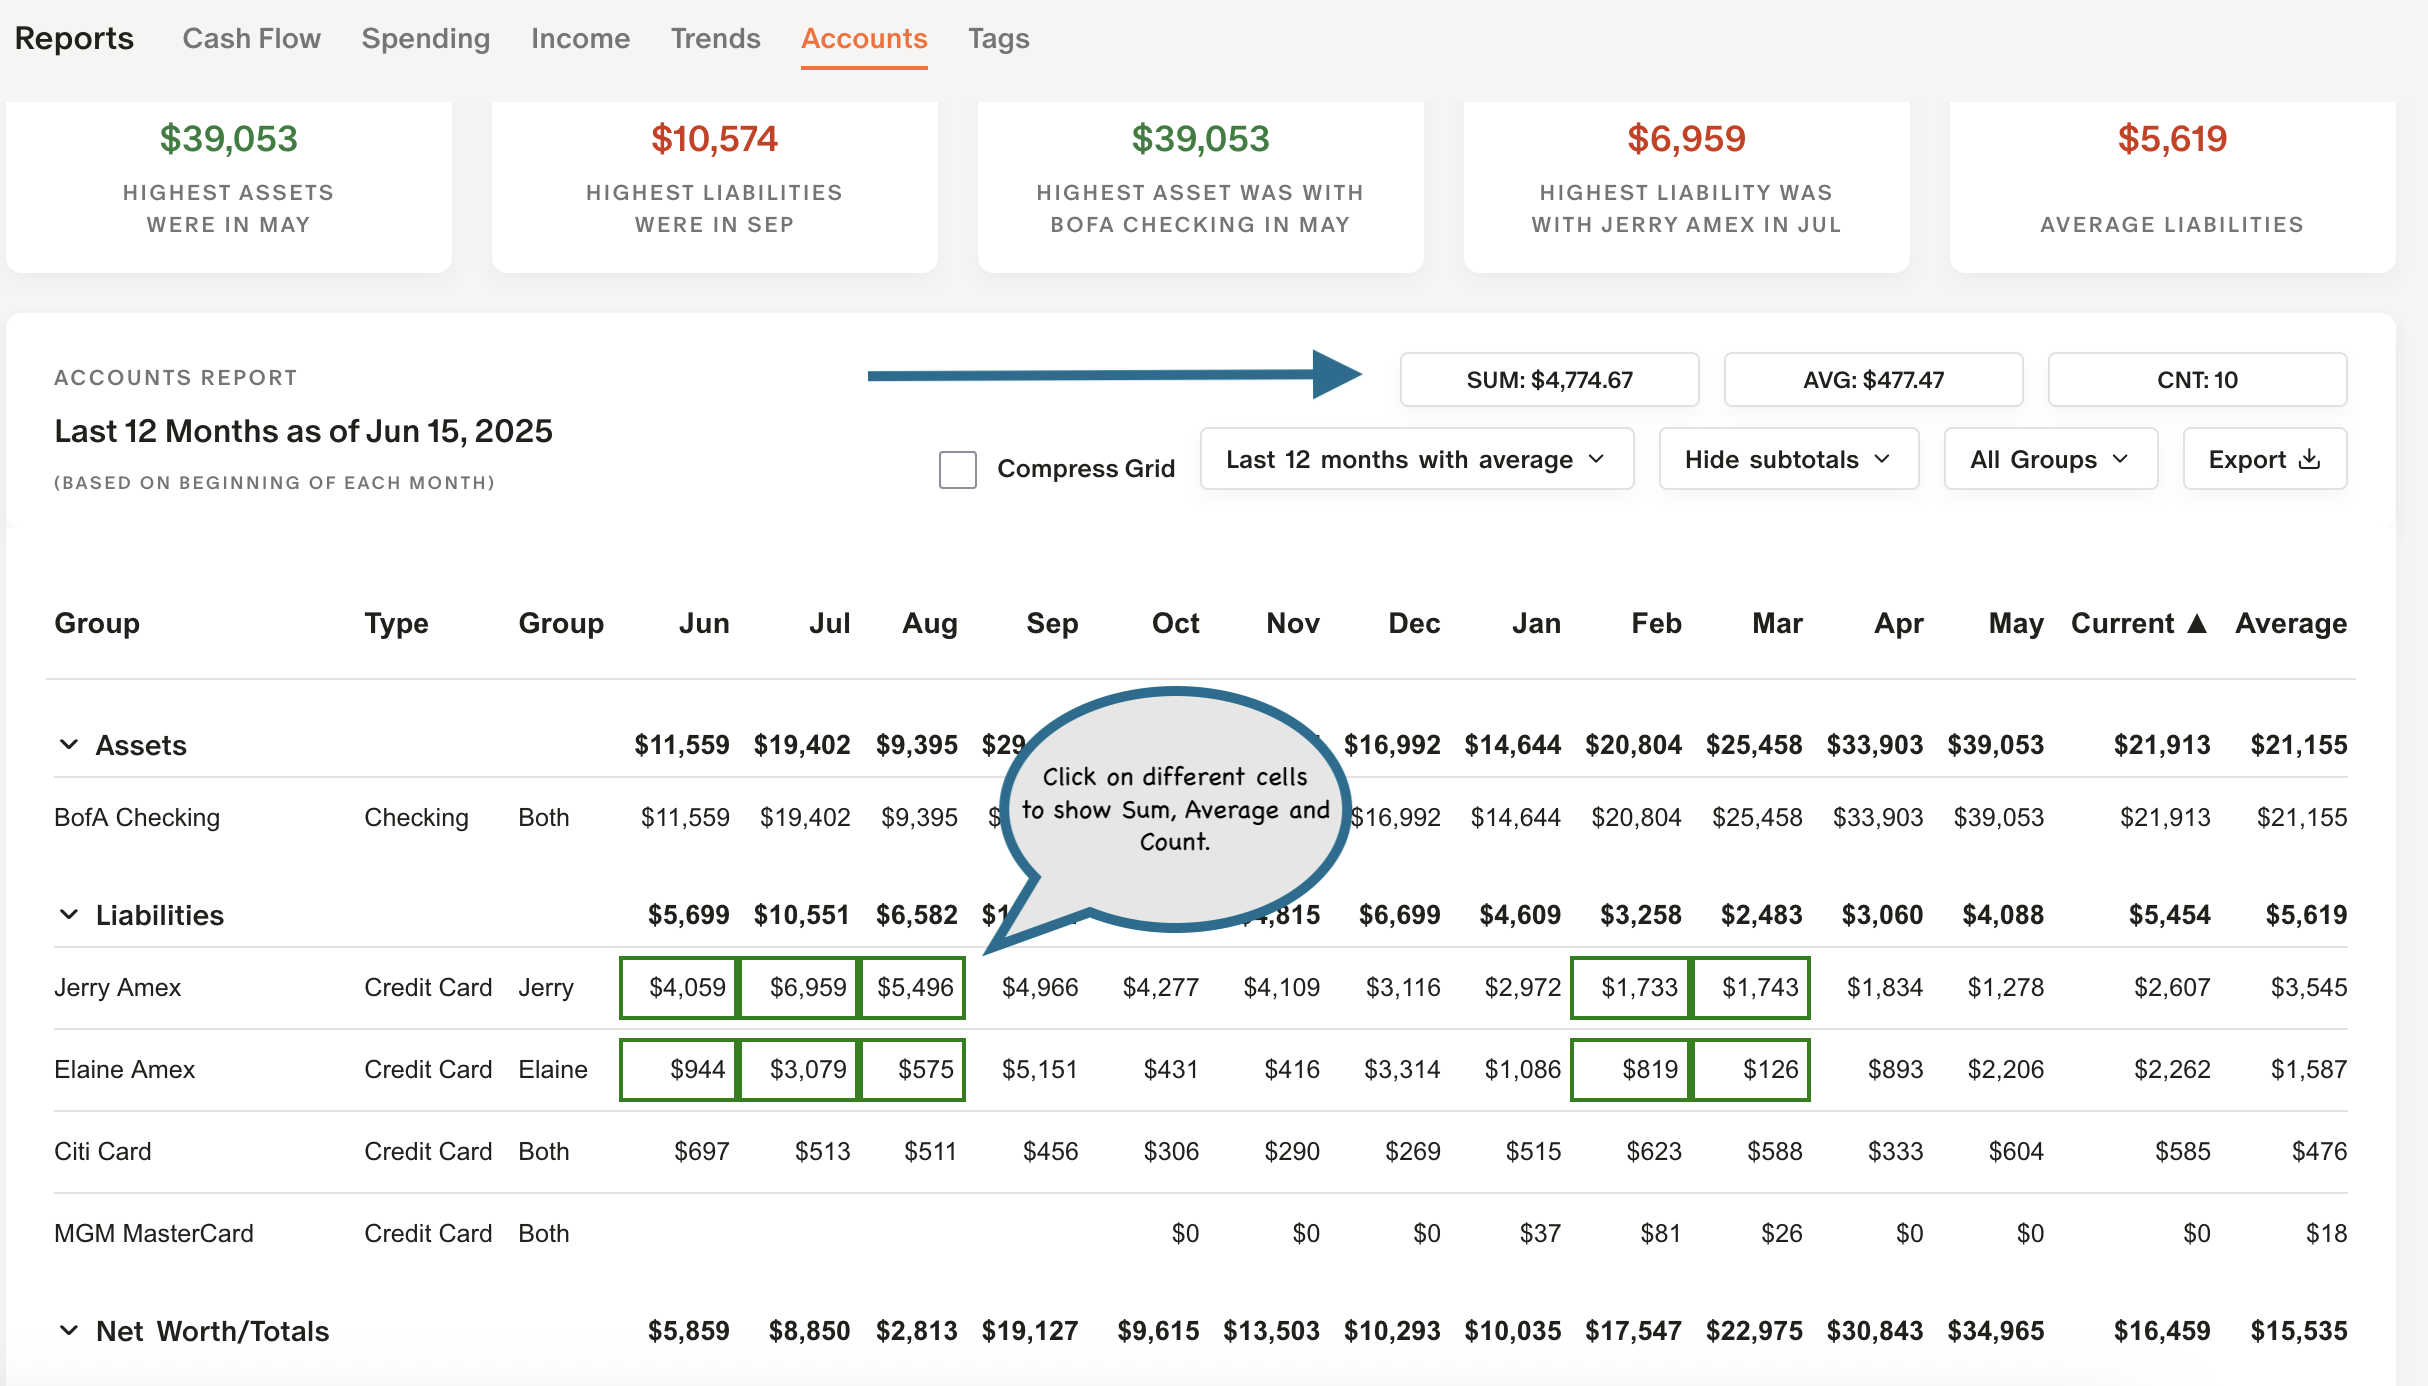 Reports Cash Flow Spending Income Trends Accounts Tags
$39,053
HIGHEST ASSETS
WERE IN MAY
$10,574
HIGHEST LIABILITIES
WERE IN SEP
$39,053
HIGHEST ASSET WAS WITH
BOFA CHECKING IN MAY
$6,959
HIGHEST LIABILITY WAS
WITH JERRY AMEX IN JUL
$5,619
AVERAGE LIABILITIES
ACCOUNTS REPORT
Last 12 Months as of Jun 15, 2025
(BASED ON BEGINNING OF EACH MONTH)
SUM: $4,774.67 AVG: $477.47 CNT: 10
Compress Grid Last 12 months with average Hide subtotals All Groups Export
Group Type Group Jun Jul Aug Sep Oct Nov Dec Jan Feb Mar Apr May Current ▲ Average
Assets $11,559 $19,402 $9,395 $16,992 $14,644 $20,804 $25,458 $33,903 $39,053 $21,913 $21,155
BofA Checking Checking Both $11,559 $19,402 $9,395 $16,992 $14,644 $20,804 $25,458 $33,903 $39,053 $21,913 $21,155
Click on different cells
to show Sum, Average and
Count.
Liabilities $5,699 $10,551 $6,582 $6,699 $4,609 $3,258 $2,483 $3,060 $4,088 $5,454 $5,619
Jerry Amex Credit Card Jerry $4,059 $6,959 $5,496 $4,966 $4,277 $4,109 $3,116 $2,972 $1,733 $1,743 $1,834 $1,278 $2,607 $3,545
Elaine Amex Credit Card Elaine $944 $3,079 $575 $5,151 $431 $416 $3,314 $1,086 $819 $126 $893 $2,206 $2,262 $1,587
Citi Card Credit Card Both $697 $513 $511 $456 $306 $290 $269 $515 $623 $588 $333 $604 $585 $476
MGM MasterCard Credit Card Both $0 $0 $0 $37 $81 $26 $0 $0 $0 $18
Net Worth/Totals $5,859 $8,850 $2,813 $19,127 $9,615 $13,503 $10,293 $10,035 $17,547 $22,975 $30,843 $34,965 $16,459 $15,535